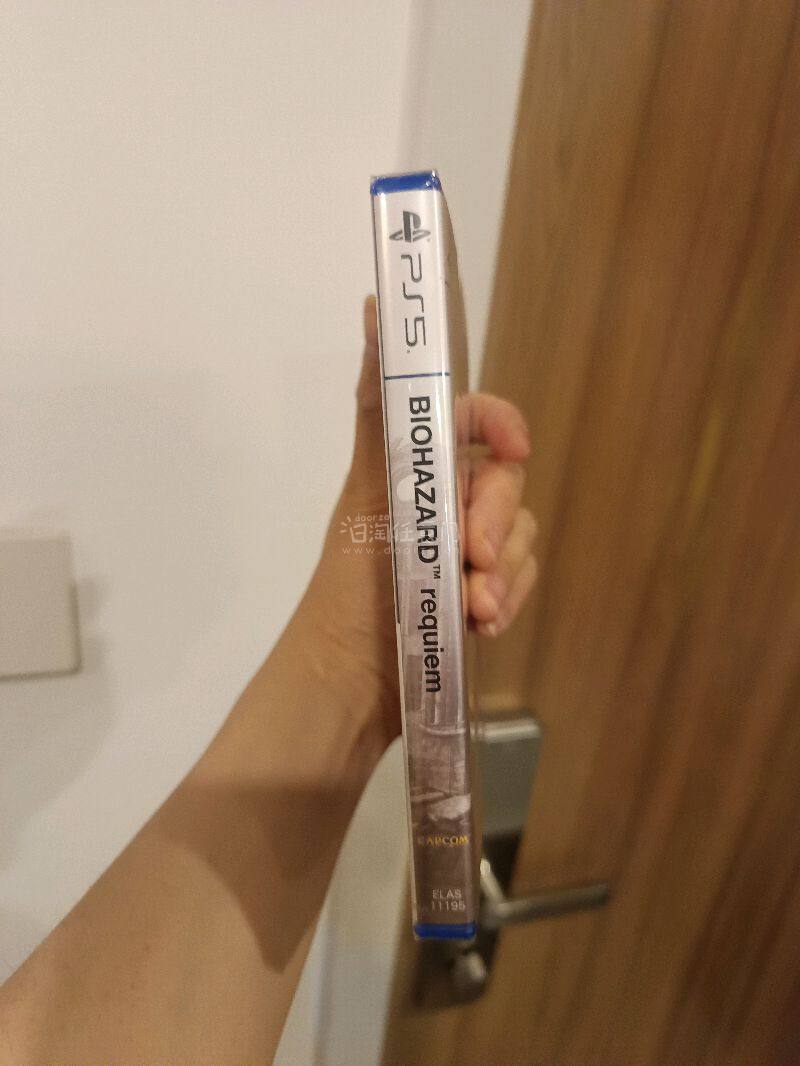 PS5
BIOHAZARD™ requiem
CAPCOM
ELAS
11195